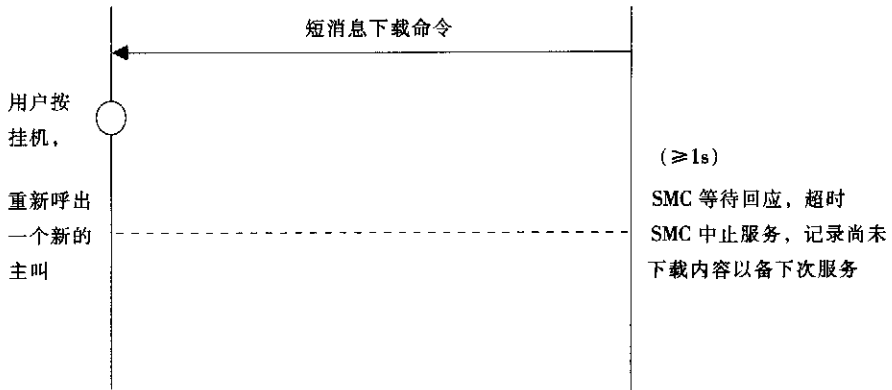 短消息下载命令
用户按
挂机,
(≥1s)
重新呼出
一个新的
主叫
SMC 等待回应, 超时
SMC 中止服务, 记录尚未
下载内容以备下次服务